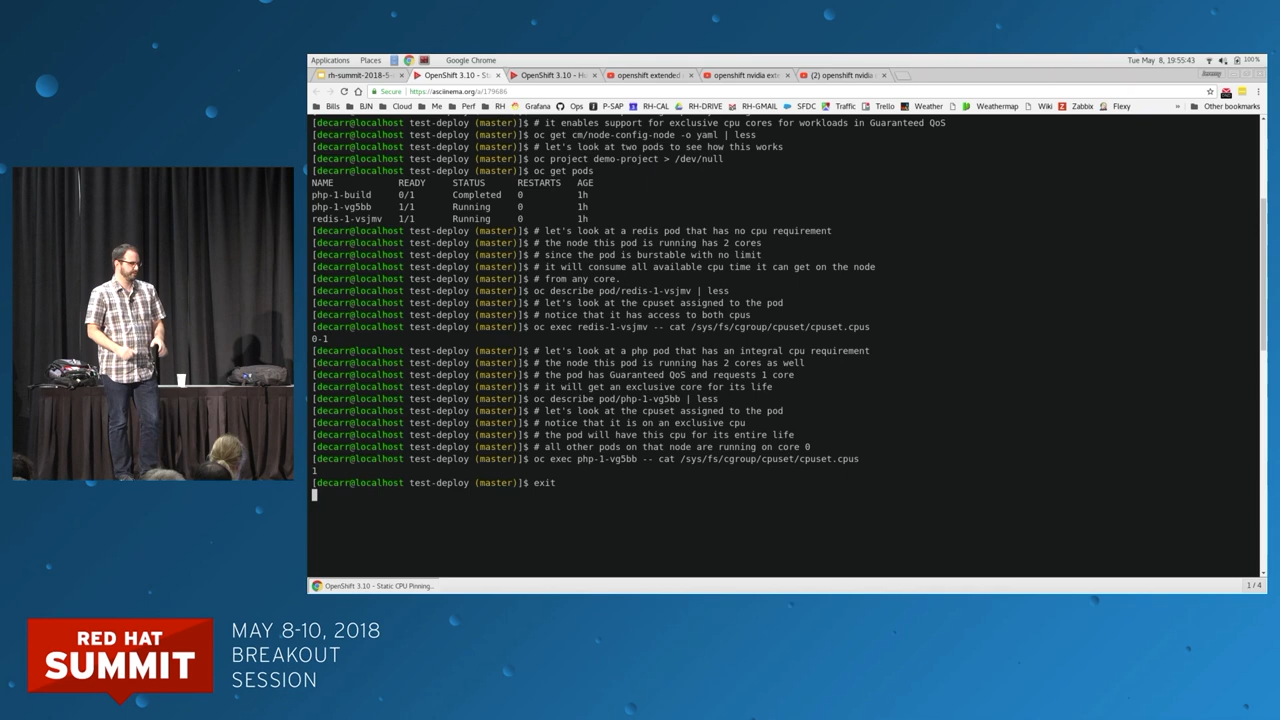 Applications Places Google Chrome Tue May 8, 19:55:43 100%
rh-summit-2018-5- OpenShift 3.10 - St OpenShift 3.10 - H openshift extended openshift nvidia ext (2) openshift nvidia Jeremy
Secure https://asciinema.org/a/179686
Bills BJN Cloud Me Perf RH Grafana Ops P-SAP RH-CAL RH-DRIVE RH-GMAIL SFDC Traffic Trello Weather Weathermap Wiki Zabbix Flexy » Other bookmarks
[decarr@localhost test-deploy (master)]$ # it enables support for exclusive cpu cores for workloads in Guaranteed QoS
[decarr@localhost test-deploy (master)]$ oc get cm/node-config-node -o yaml | less
[decarr@localhost test-deploy (master)]$ # let's look at two pods to see how this works
[decarr@localhost test-deploy (master)]$ oc project demo-project > /dev/null
[decarr@localhost test-deploy (master)]$ oc get pods
NAME READY STATUS RESTARTS AGE
php-1-build 0/1 Completed 0 1h
php-1-vg5bb 1/1 Running 0 1h
redis-1-vsjmv 1/1 Running 0 1h
[decarr@localhost test-deploy (master)]$ # let's look at a redis pod that has no cpu requirement
[decarr@localhost test-deploy (master)]$ # the node this pod is running has 2 cores
[decarr@localhost test-deploy (master)]$ # since the pod is burstable with no limit
[decarr@localhost test-deploy (master)]$ # it will consume all available cpu time it can get on the node
[decarr@localhost test-deploy (master)]$ # from any core.
[decarr@localhost test-deploy (master)]$ oc describe pod/redis-1-vsjmv | less
[decarr@localhost test-deploy (master)]$ # let's look at the cpuset assigned to the pod
[decarr@localhost test-deploy (master)]$ # notice that it has access to both cpus
[decarr@localhost test-deploy (master)]$ oc exec redis-1-vsjmv -- cat /sys/fs/cgroup/cpuset/cpuset.cpus
0-1
[decarr@localhost test-deploy (master)]$ # let's look at a php pod that has an integral cpu requirement
[decarr@localhost test-deploy (master)]$ # the node this pod is running has 2 cores as well
[decarr@localhost test-deploy (master)]$ # the pod has Guaranteed QoS and requests 1 core
[decarr@localhost test-deploy (master)]$ # it will get an exclusive core for its life
[decarr@localhost test-deploy (master)]$ oc describe pod/php-1-vg5bb | less
[decarr@localhost test-deploy (master)]$ # let's look at the cpuset assigned to the pod
[decarr@localhost test-deploy (master)]$ # notice that it is on an exclusive cpu
[decarr@localhost test-deploy (master)]$ # the pod will have this cpu for its entire life
[decarr@localhost test-deploy (master)]$ # all other pods on that node are running on core 0
[decarr@localhost test-deploy (master)]$ oc exec php-1-vg5bb -- cat /sys/fs/cgroup/cpuset/cpuset.cpus
1
[decarr@localhost test-deploy (master)]$ exit
OpenShift 3.10 - Static CPU Pinning... 1 / 4
RED HAT
SUMMIT
MAY 8-10, 2018
BREAKOUT
SESSION